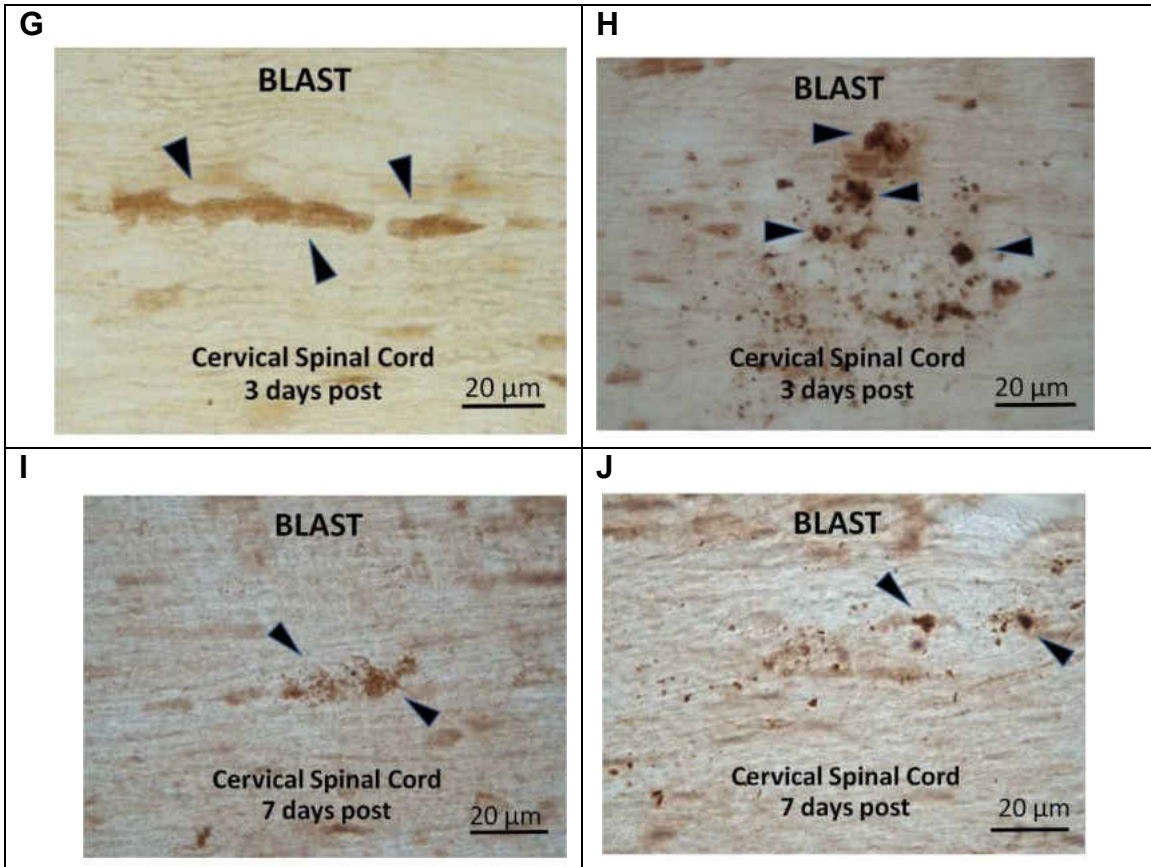 G
BLAST
Cervical Spinal Cord
3 days post
20 µm
H
BLAST
Cervical Spinal Cord
3 days post
20 µm
I
BLAST
Cervical Spinal Cord
7 days post
20 µm
J
BLAST
Cervical Spinal Cord
7 days post
20 µm